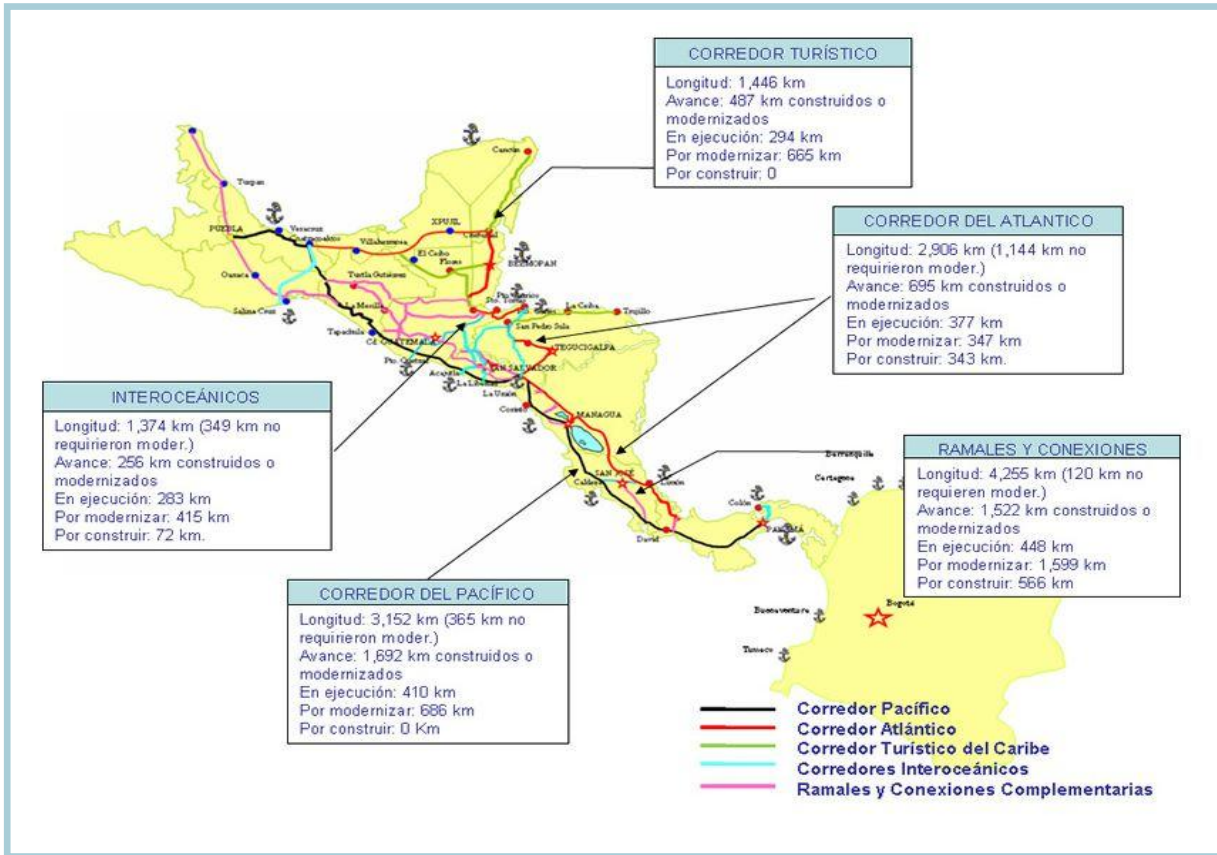 CORREDOR TURÍSTICO
Longitud: 1,446 km
Avance: 487 km construidos o
modernizados
En ejecución: 294 km
Por modernizar: 665 km
Por construir: 0
CORREDOR DEL ATLANTICO
Longitud: 2,906 km (1,144 km no
requirieron moder.)
Avance: 695 km construidos o
modernizados
En ejecución: 377 km
Por modernizar: 347 km
Por construir: 343 km.
INTEROCEÁNICOS
Longitud: 1,374 km (349 km no
requirieron moder.)
Avance: 256 km construidos o
modernizados
En ejecución: 283 km
Por modernizar: 415 km
Por construir: 72 km.
RAMALES Y CONEXIONES
Longitud: 4,255 km (120 km no
requieren moder.)
Avance: 1,522 km construidos o
modernizados
En ejecución: 448 km
Por modernizar: 1,599 km
Por construir: 566 km
CORREDOR DEL PACÍFICO
Longitud: 3,152 km (365 km no
requirieron moder.)
Avance: 1,692 km construidos o
modernizados
En ejecución: 410 km
Por modernizar: 686 km
Por construir: 0 Km
Cancún
Tuxpan
PUEBLA
Veracruz
XPUJIL
Villahermosa
El Ceibo
Flores
BELMOPAN
Oaxaca
Tuxtla Gutiérrez
Salina Cruz
La Mesilla
Tapachula
Cd. GUATEMALA
Sto. Tomás
La Ceiba
Trujillo
San Pedro Sula
TEGUCIGALPA
Pto. Quetzal
Acajutla
SAN SALVADOR
La Libertad
La Unión
Corinto
MANAGUA
SAN JOSÉ
Caldera
Limón
David
Colón
PANAMÁ
Barranquilla
Cartagena
Buenaventura
Bogotá
Tumaco
Corredor Pacífico
Corredor Atlántico
Corredor Turístico del Caribe
Corredores Interoceánicos
Ramales y Conexiones Complementarias